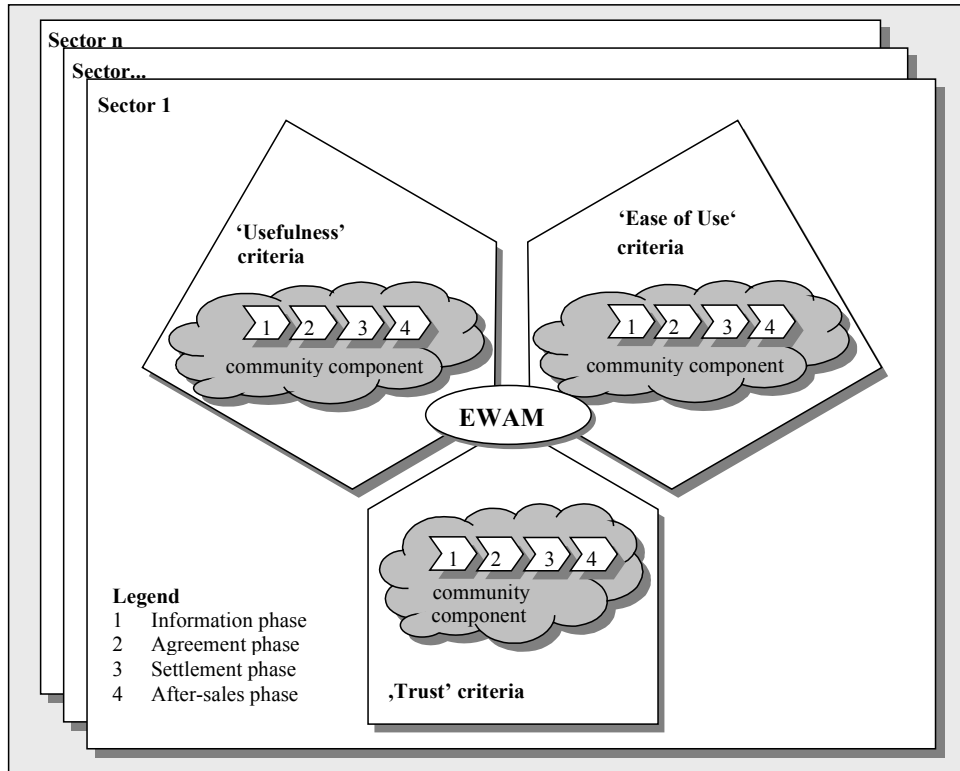 Sector n
Sector...
Sector 1
‘Usefulness’
criteria
‘Ease of Use‘
criteria
1 2 3 4
community component
1 2 3 4
community component
EWAM
1 2 3 4
community
component
‚Trust’ criteria
Legend
1 Information phase
2 Agreement phase
3 Settlement phase
4 After-sales phase